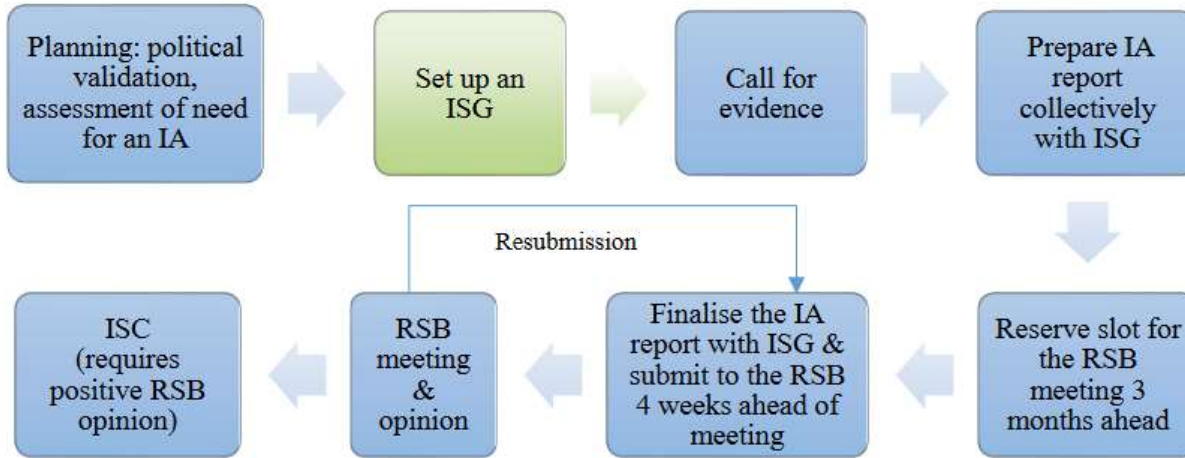 Planning: political
validation,
assessment of need
for an IA
Set up an
ISG
Call for
evidence
Prepare IA
report
collectively
with ISG
Resubmission
ISC
(requires
positive RSB
opinion)
RSB
meeting
&
opinion
Finalise the IA
report with ISG &
submit to the RSB
4 weeks ahead of
meeting
Reserve slot for
the RSB
meeting 3
months ahead